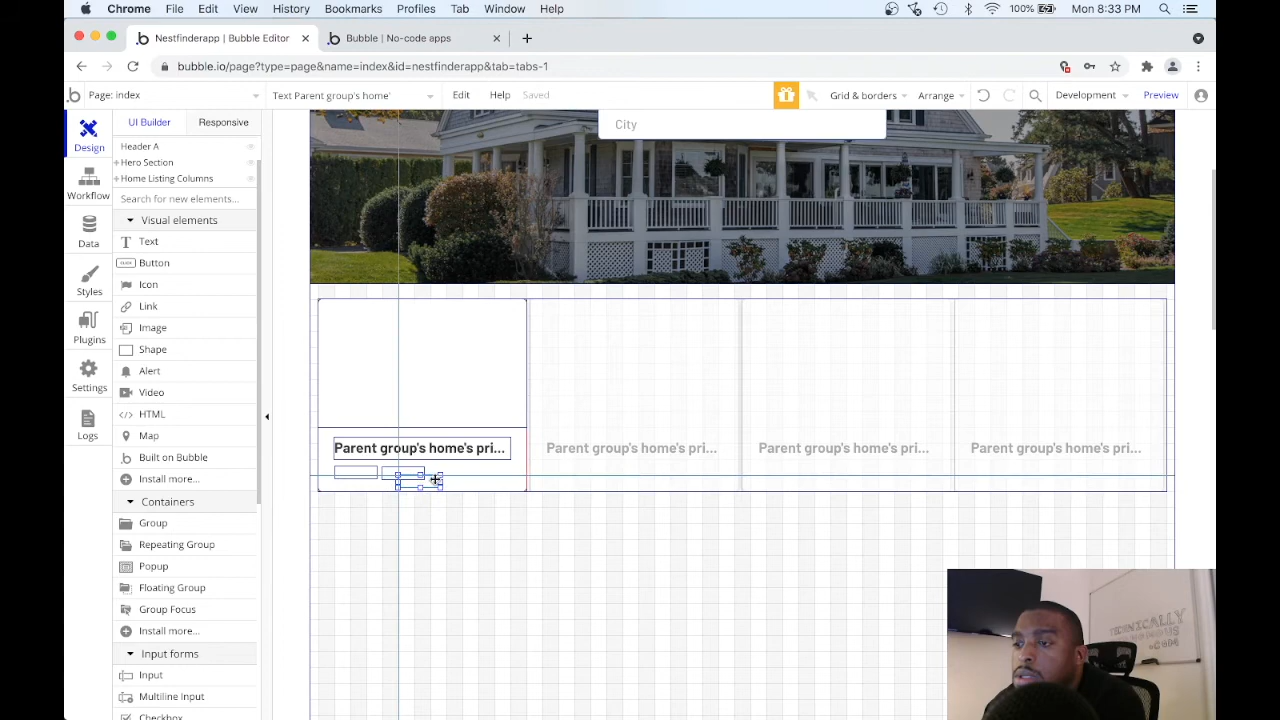 Chrome File Edit View History Bookmarks Profiles Tab Window Help 100% Mon 8:33 PM
Nestfinderapp | Bubble Editor Bubble | No-code apps
bubble.io/page?type=page&name=index&id=nestfinderapp&tab=tabs-1
Page: index Text Parent group's home' Edit Help Saved Grid & borders Arrange Development Preview
UI Builder Responsive
Design
Workflow
Data
Styles
Plugins
Settings
Logs
Header A
Hero Section
Home Listing Columns
Search for new elements...
Visual elements
Text
CLICK Button
Icon
Link
Image
Shape
Alert
Video
</> HTML
Map
Built on Bubble
Install more...
Containers
Group
Repeating Group
Popup
Floating Group
Group Focus
Install more...
Input forms
Input
Multiline Input
Checkbox
City
Parent group's home's pri... Parent group's home's pri... Parent group's home's pri... Parent group's home's pri...
TECHNICALLY